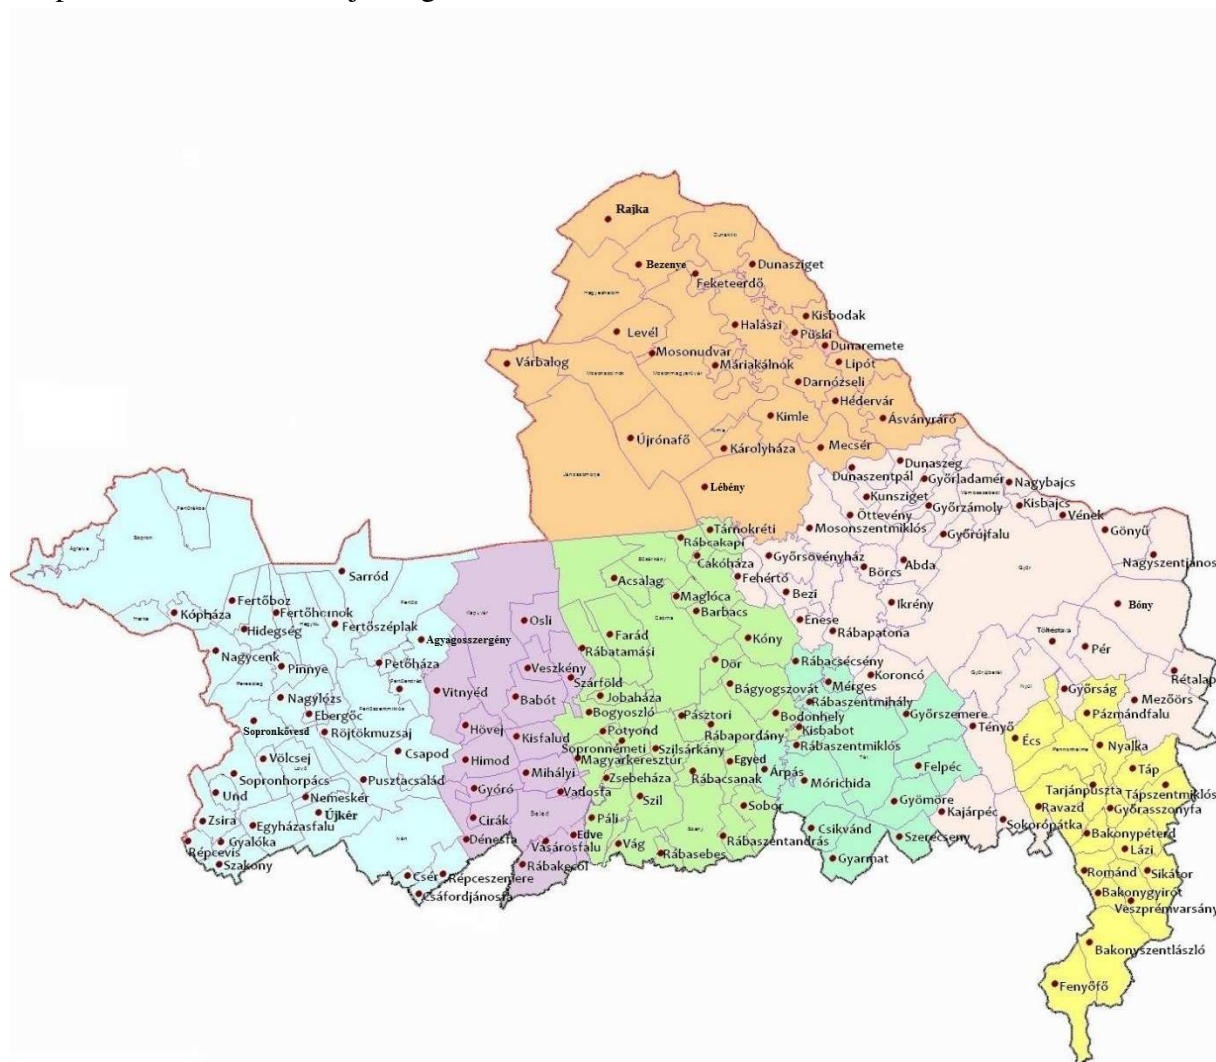 Rajka
Bezenye
Dunasziget
Feketeerdő
Kisbodak
Halászi
Püski
Levél
Dunaremete
Mosonudvar
Várbalog
Máriakálnok
Lipót
Darnózseli
Hédervár
Kimle
Ásványráró
Újrónafő
Károlyháza
Mecsér
Dunaszeg
Dunaszentpál
Győrladamér
Nagybajcs
Lébény
Kunsziget
Győrzámoly
Kisbajcs
Öttevény
Vének
Tárnokréti
Mosonszentmiklós
Győrújfalu
Gönyű
Rábcakapi
Cakóháza
Győrsövényház
Börcs
Abda
Nagyszentjános
Sarród
Acsalag
Fehértó
Bezi
Maglóca
Ikrény
Bőny
Fertőboz
Kópháza
Fertőhomok
Barbacs
Hidegség
Fertőszéplak
Osli
Enese
Rábapatona
Agyagosszergény
Farád
Kóny
Töltéstava
Pér
Nagycenk
Rábatamási
Pinnye
Petőháza
Veszkény
Dör
Rábacsécsény
Koroncó
Rétalap
Szárföld
Mérges
Vitnyéd
Babót
Jobaháza
Bágyogszovát
Győrság
Nagylózs
Rábaszentmihály
Mezőörs
Ebergőc
Bogyoszló
Pásztori
Bodonhely
Győrszemere
Pázmándfalu
Sopronkövesd
Hövej
Röjtökmuzsaj
Kisfalud
Potyond
Rábapordány
Kisbabot
Tényő
Écs
Sopronnémeti
Szilsárkány
Rábaszentmiklós
Nyalka
Völcsej
Csapod
Himod
Magyarkeresztúr
Egyed
Árpás
Felpéc
Táp
Sopronhorpács
Pusztacsalád
Mihályi
Zsebeháza
Rábacsanak
Mórichida
Tarjánpuszta
Tápszentmiklós
Und
Nemeskér
Gyóró
Vadosfa
Szil
Sobor
Gyömöre
Ravazd
Győrasszonyfa
Újkér
Kajárpéc
Zsira
Egyházasfalu
Cirák
Páli
Csikvánd
Sokorópátka
Répcevis
Gyalóka
Dénesfa
Edve
Vásárosfalu
Vág
Rábaszentandrás
Szerecseny
Bakonypéterd
Lázi
Rábasebes
Szakony
Gyarmat
Rábakecöl
Románd
Sikátor
Csér
Répceszemere
Bakonygyirót
Csáfordjánosfa
Veszprémvarsány
Bakonyszentlászló
Fenyőfő